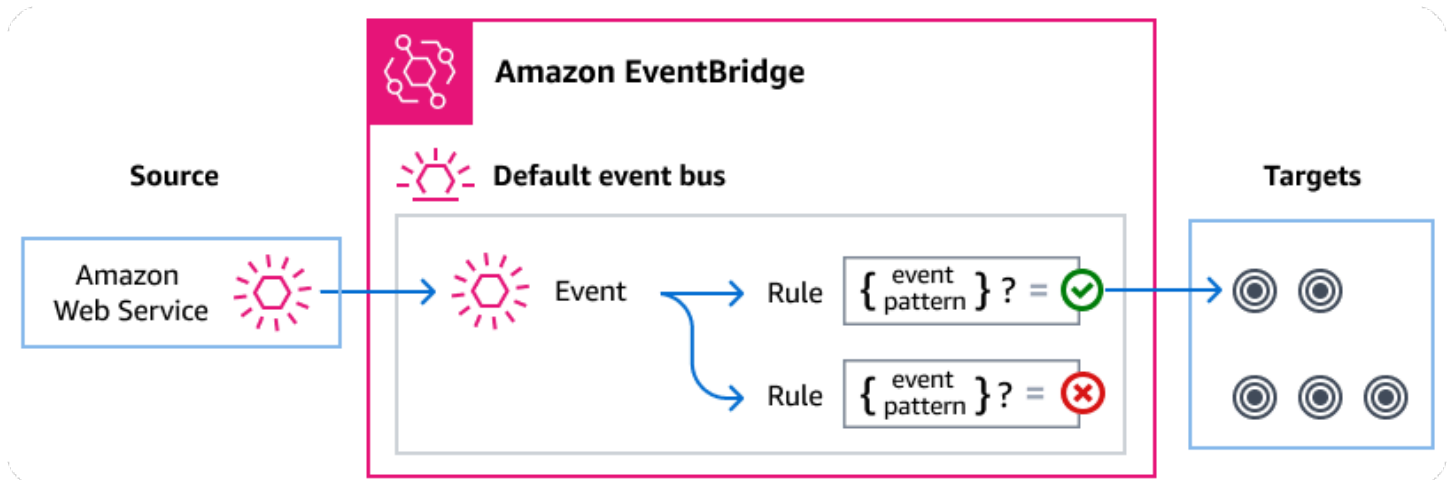 Amazon EventBridge
Source
Default event bus
Targets
Amazon
Web Service
Event
Rule
{ event
pattern } ? =
Rule
{ event
pattern } ? =